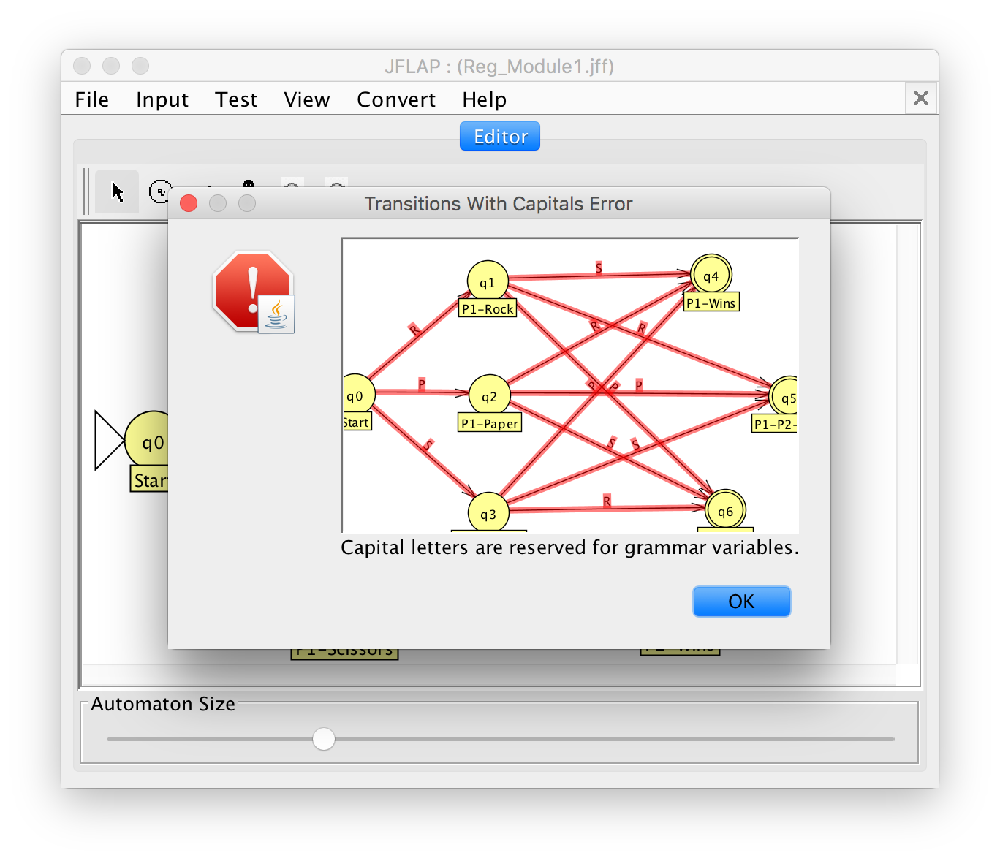 JFLAP : (Reg_Module1.jff)
File Input Test View Convert Help
Editor
q
Transitions With Capitals Error
q1
P1-Rock
S
q4
P1-Wins
R
R
R
q0
Start
P
q2
P1-Paper
P
P
P
q5
P1-P2-
S
S
S
q3
R
q6
Capital letters are reserved for grammar variables.
OK
q0
Star
P1-Scissors
P2-Wins
Automaton Size